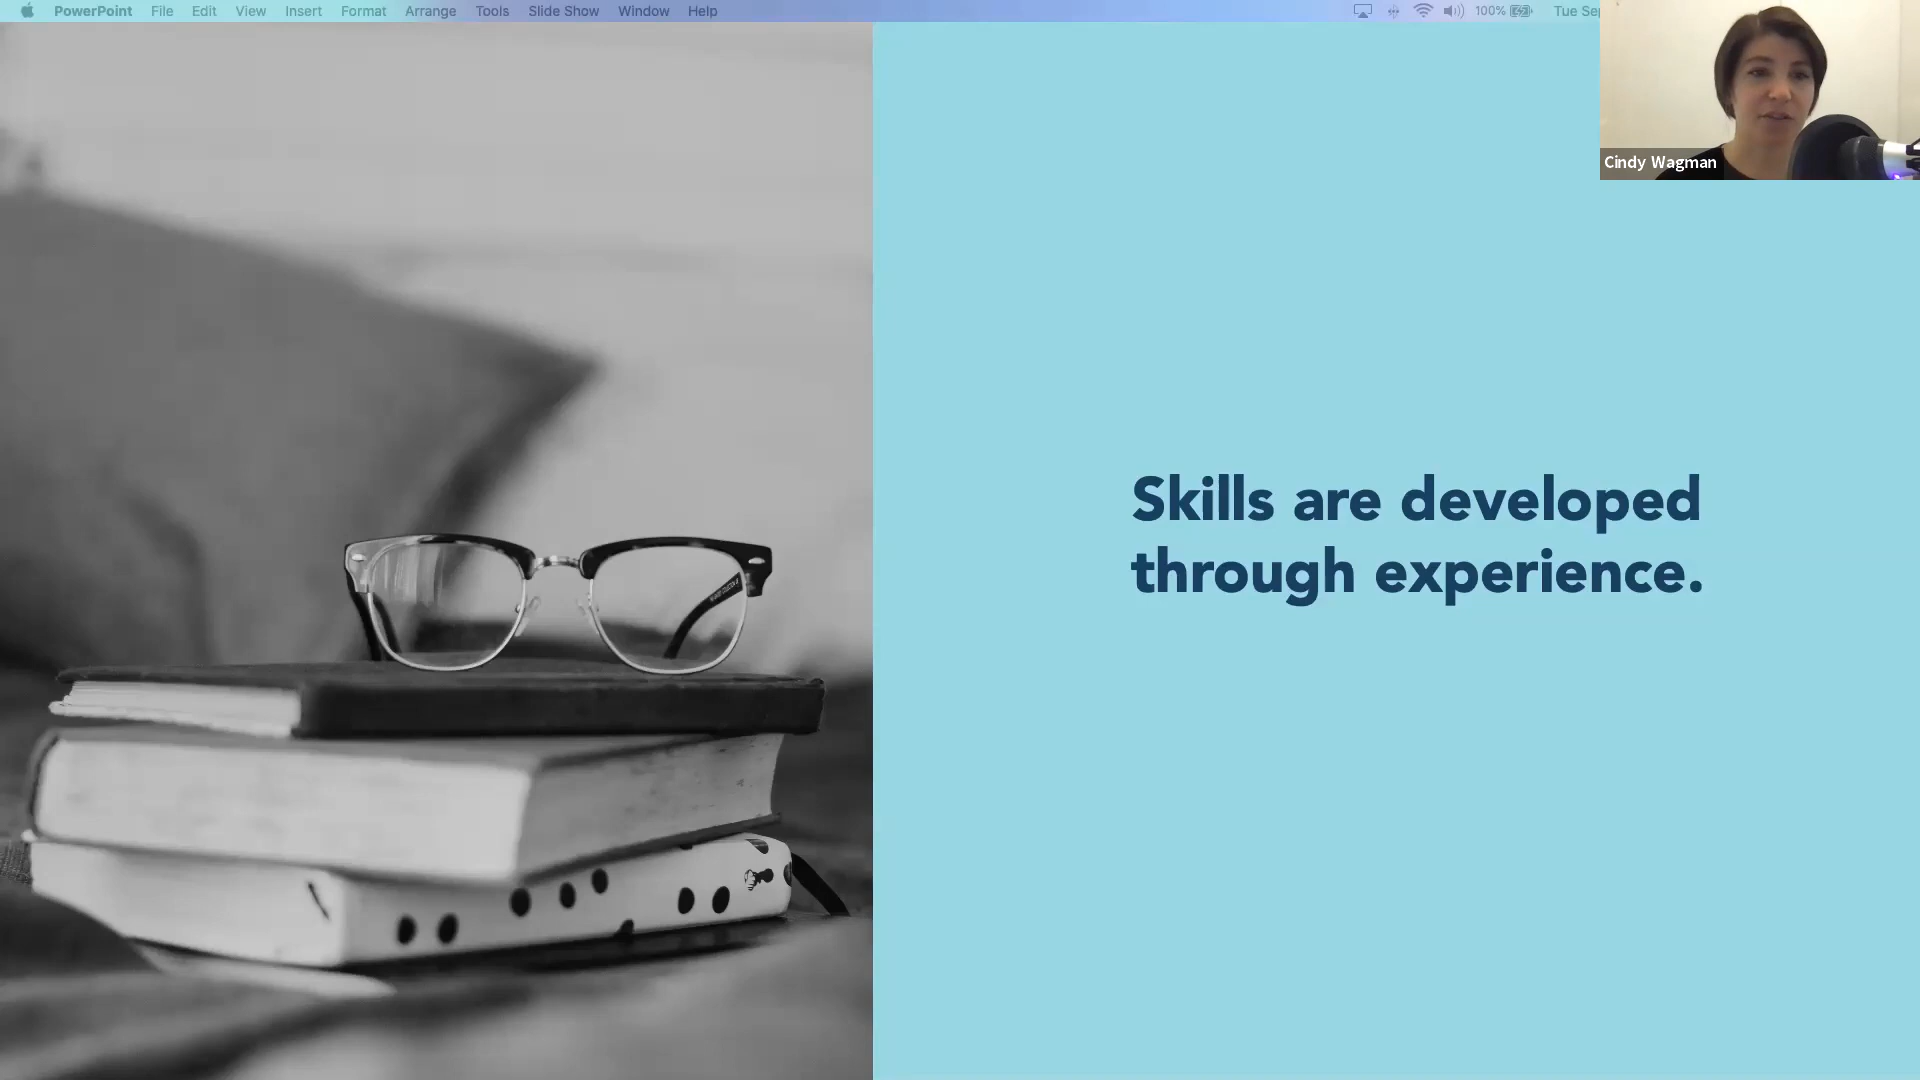 PowerPoint File Edit View Insert Format Arrange Tools Slide Show Window Help 100% Tue Sep
Cindy Wagman
Skills are developed
through experience.